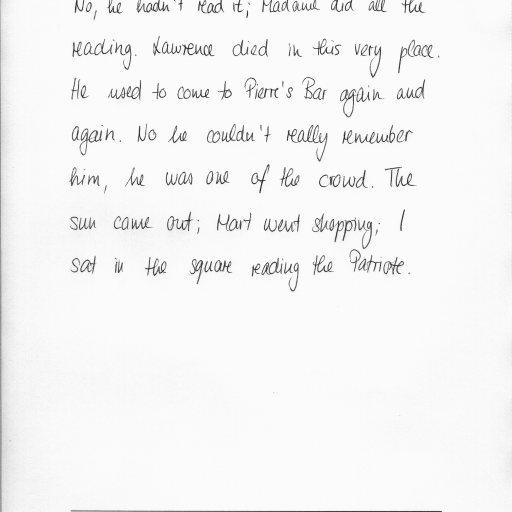 No, he hadn't read it; Madame did all the
reading. Lawrence died in this very place.
He used to come to Pierre's Bar again and
again. No he couldn't really remember
him, he was one of the crowd. The
sun came out; Mart went shopping; I
sat in the square reading the Patriote.